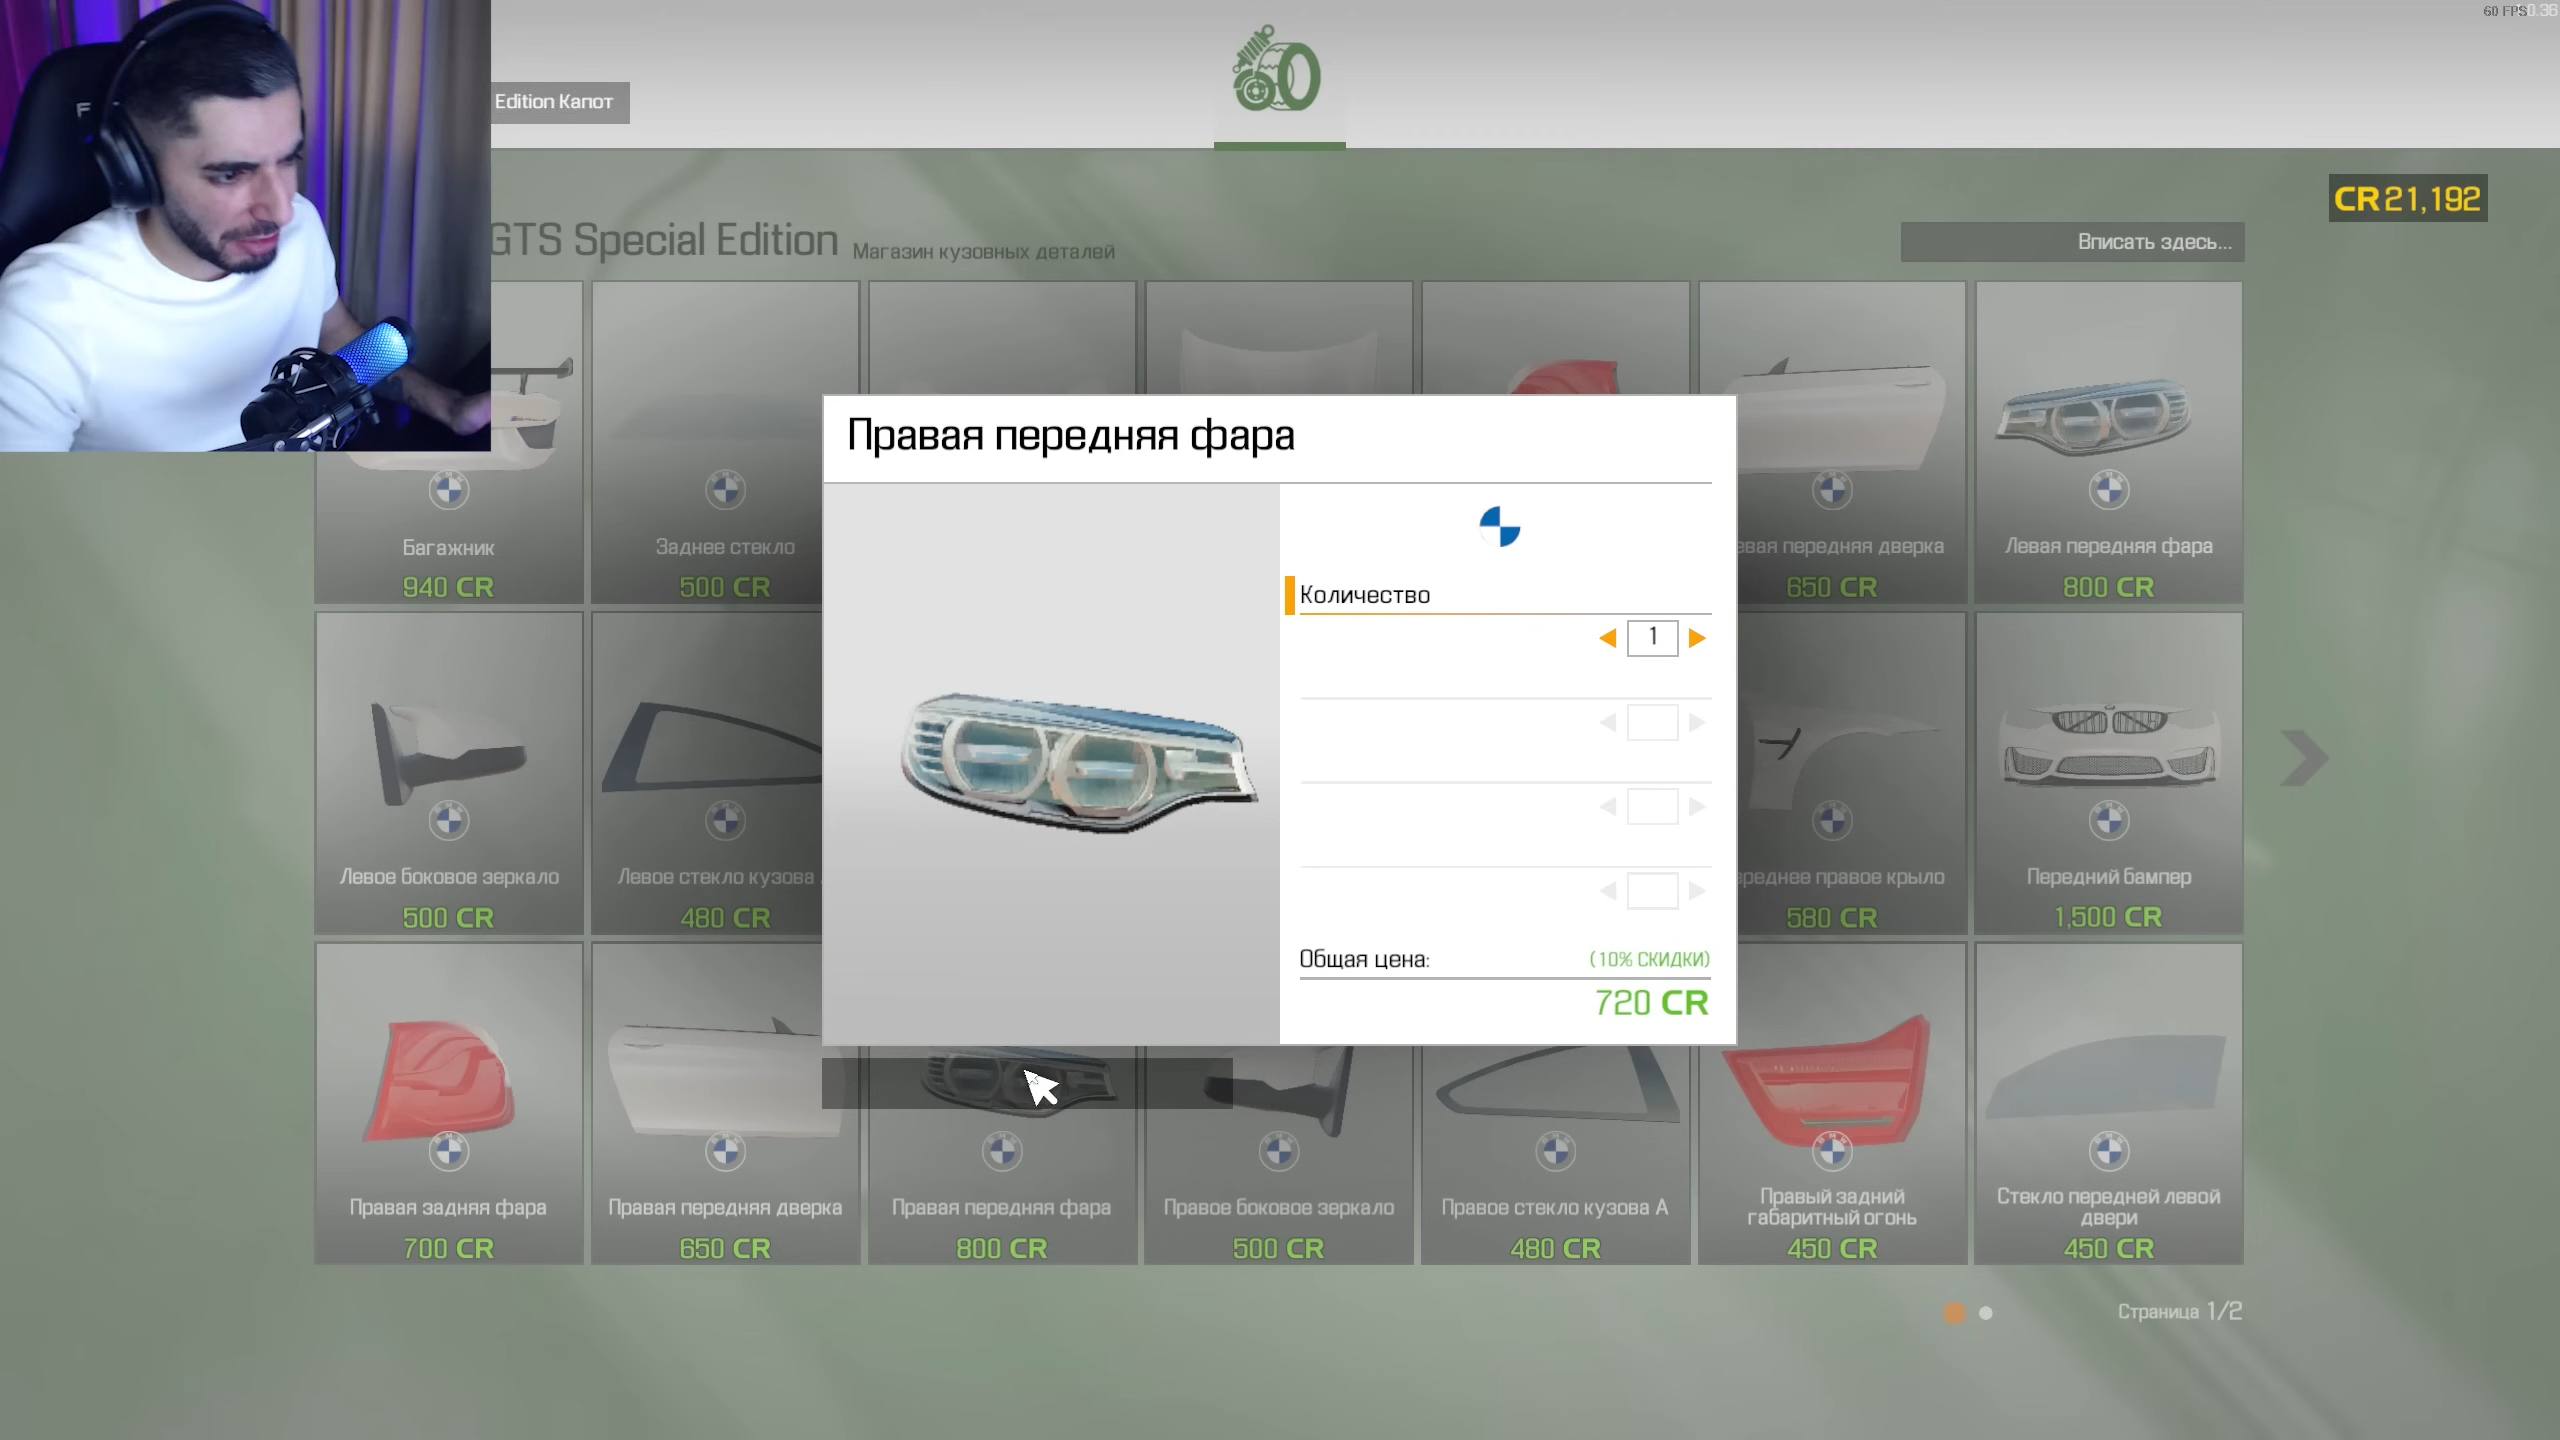 60 FPS
F
Edition Капот
CR 21,192
GTS Special Edition Магазин кузовных деталей
Вписать здесь...
Багажник
940 CR
Заднее стекло
500 CR
передняя дверка
650 CR
Левая передняя фара
800 CR
Правая передняя фара
Количество
1
Общая цена: (10% СКИДКИ)
720 CR
Левое боковое зеркало
500 CR
Левое стекло кузова
480 CR
правое крыло
580 CR
Передний бампер
1,500 CR
Правая задняя фара
700 CR
Правая передняя дверка
650 CR
Правая передняя фара
800 CR
Правое боковое зеркало
500 CR
Правое стекло кузова А
480 CR
Правый задний
габаритный огонь
450 CR
Стекло передней левой
двери
450 CR
Страница 1/2